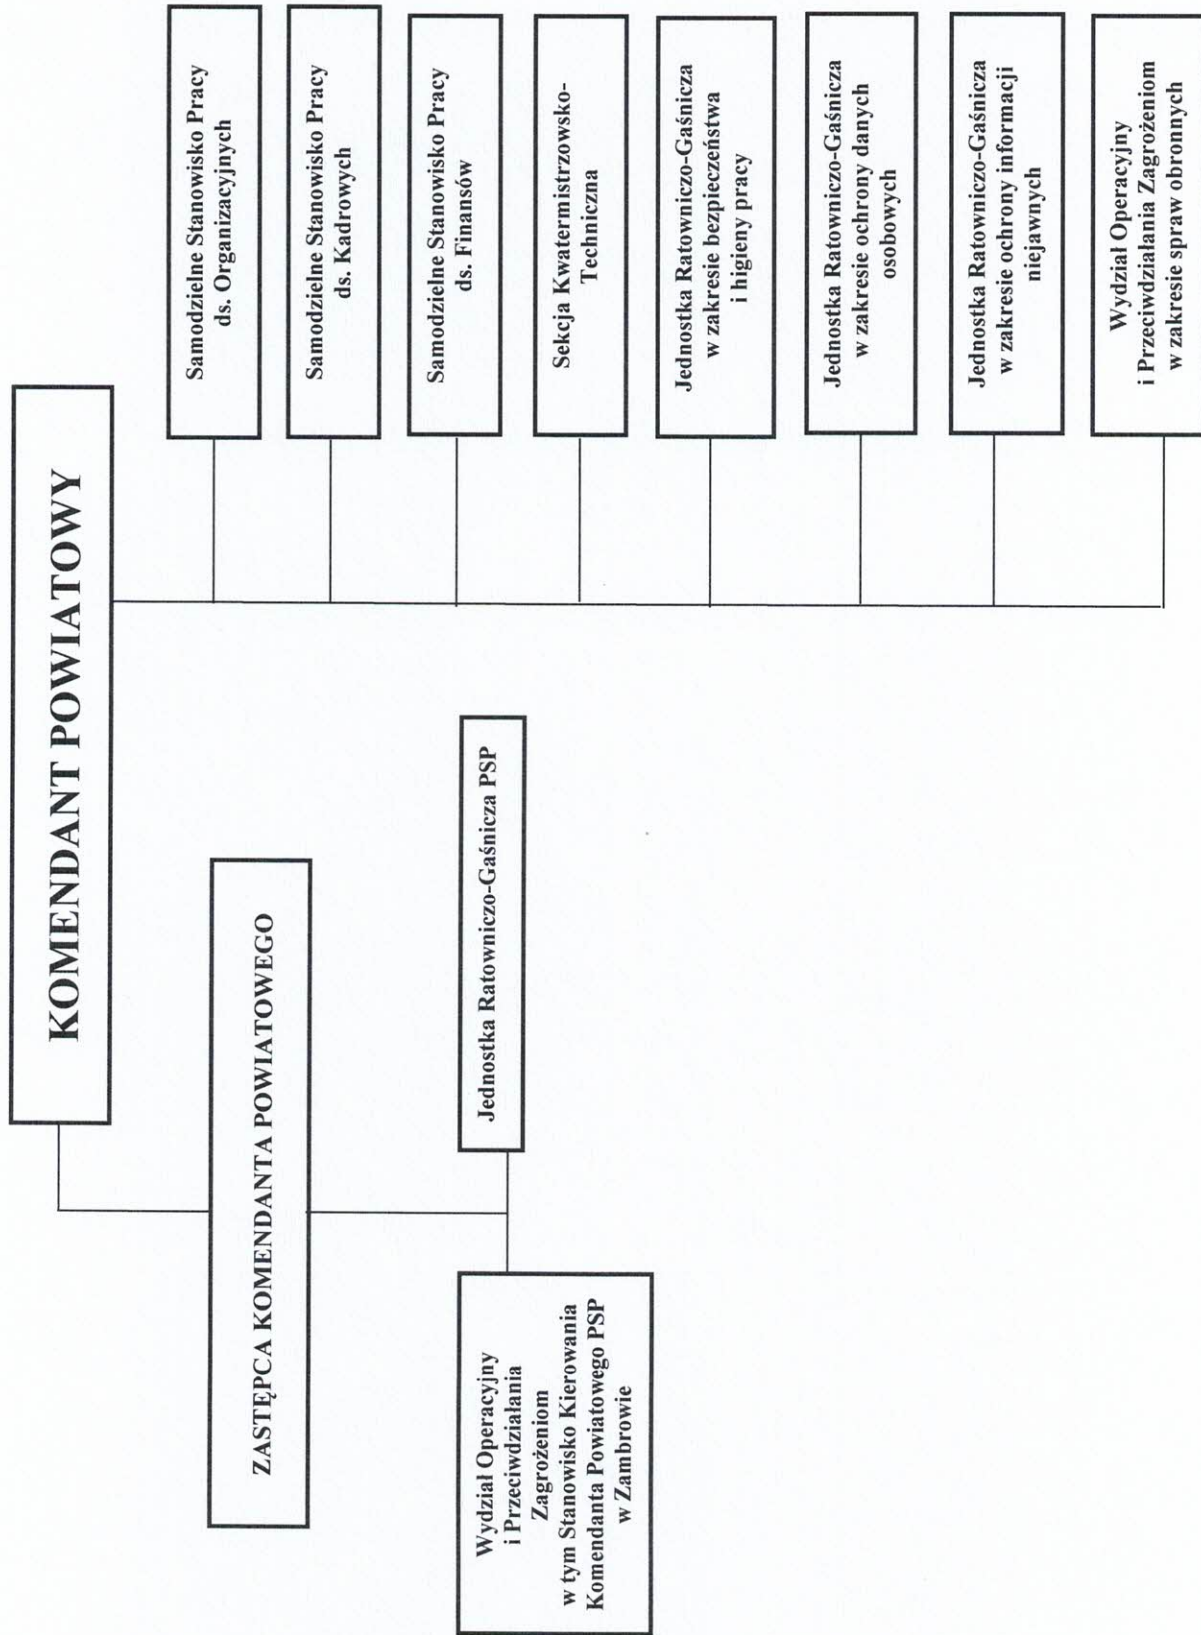 KOMENDANT POWIATOWY
ZASTĘPCA KOMENDANTA POWIATOWEGO
Wydział Operacyjny
i Przeciwdziałania
Zagrożeniom
w tym Stanowisko Kierowania
Komendanta Powiatowego PSP
w Zambrowie
Jednostka Ratowniczo-Gaśnicza PSP
Samodzielne Stanowisko Pracy
ds. Organizacyjnych
Samodzielne Stanowisko Pracy
ds. Kadrowych
Samodzielne Stanowisko Pracy
ds. Finansów
Sekcja Kwatermistrzowsko-
Techniczna
Jednostka Ratowniczo-Gaśnicza
w zakresie bezpieczeństwa
i higieny pracy
Jednostka Ratowniczo-Gaśnicza
w zakresie ochrony danych
osobowych
Jednostka Ratowniczo-Gaśnicza
w zakresie ochrony informacji
niejawnych
Wydział Operacyjny
i Przeciwdziałania Zagrożeniom
w zakresie spraw obronnych